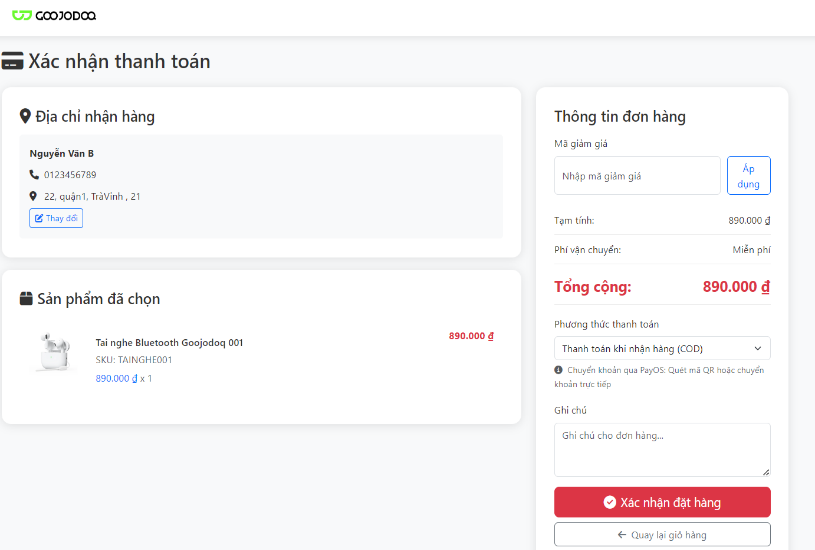 GOOJODOQ
Xác nhận thanh toán
Địa chỉ nhận hàng
Nguyễn Văn B
0123456789
22, quận1, TràVinh , 21
Thay đổi
Sản phẩm đã chọn
Tai nghe Bluetooth Goojodoq 001
890.000 ₫
SKU: TAINGHE001
890.000 ₫ x 1
Thông tin đơn hàng
Mã giảm giá
Nhập mã giảm giá
Áp
dụng
Tạm tính: 890.000 ₫
Phí vận chuyển: Miễn phí
Tổng cộng: 890.000 ₫
Phương thức thanh toán
Thanh toán khi nhận hàng (COD)
Chuyển khoản qua PayOS: Quét mã QR hoặc chuyển
khoản trực tiếp
Ghi chú
Ghi chú cho đơn hàng...
Xác nhận đặt hàng
Quay lại giỏ hàng